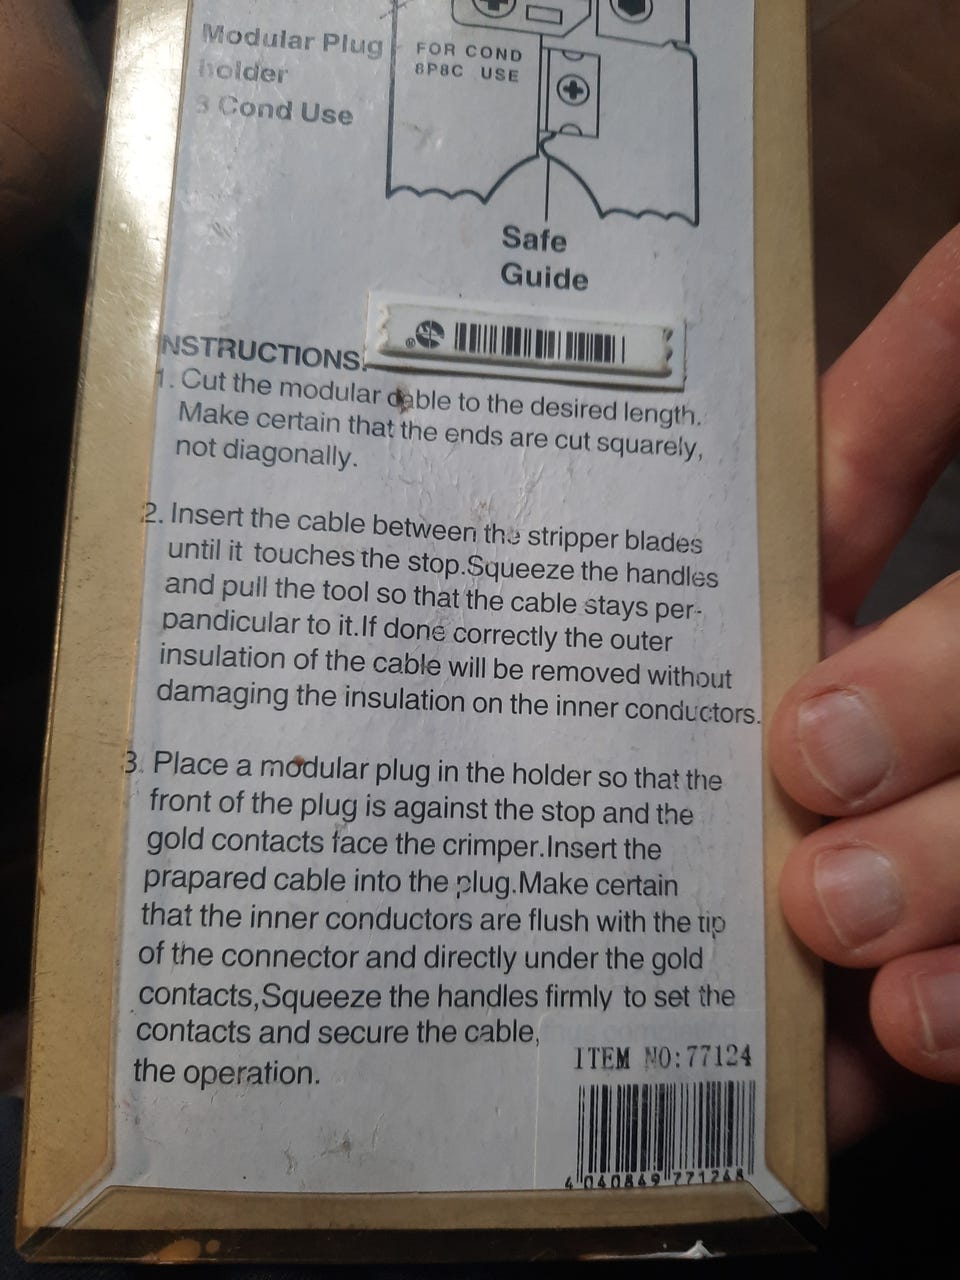 Modular Plug
holder
8 Cond Use
FOR COND
8P8C USE
Safe
Guide
INSTRUCTIONS:
1. Cut the modular cable to the desired length.
Make certain that the ends are cut squarely,
not diagonally.
2. Insert the cable between the stripper blades
until it touches the stop.Squeeze the handles
and pull the tool so that the cable stays per-
pandicular to it.If done correctly the outer
insulation of the cable will be removed without
damaging the insulation on the inner conductors.
3. Place a modular plug in the holder so that the
front of the plug is against the stop and the
gold contacts face the crimper.Insert the
prapared cable into the plug.Make certain
that the inner conductors are flush with the tip
of the connector and directly under the gold
contacts,Squeeze the handles firmly to set the
contacts and secure the cable, thus completing
the operation.
ITEM NO:77124
4 040849 771248